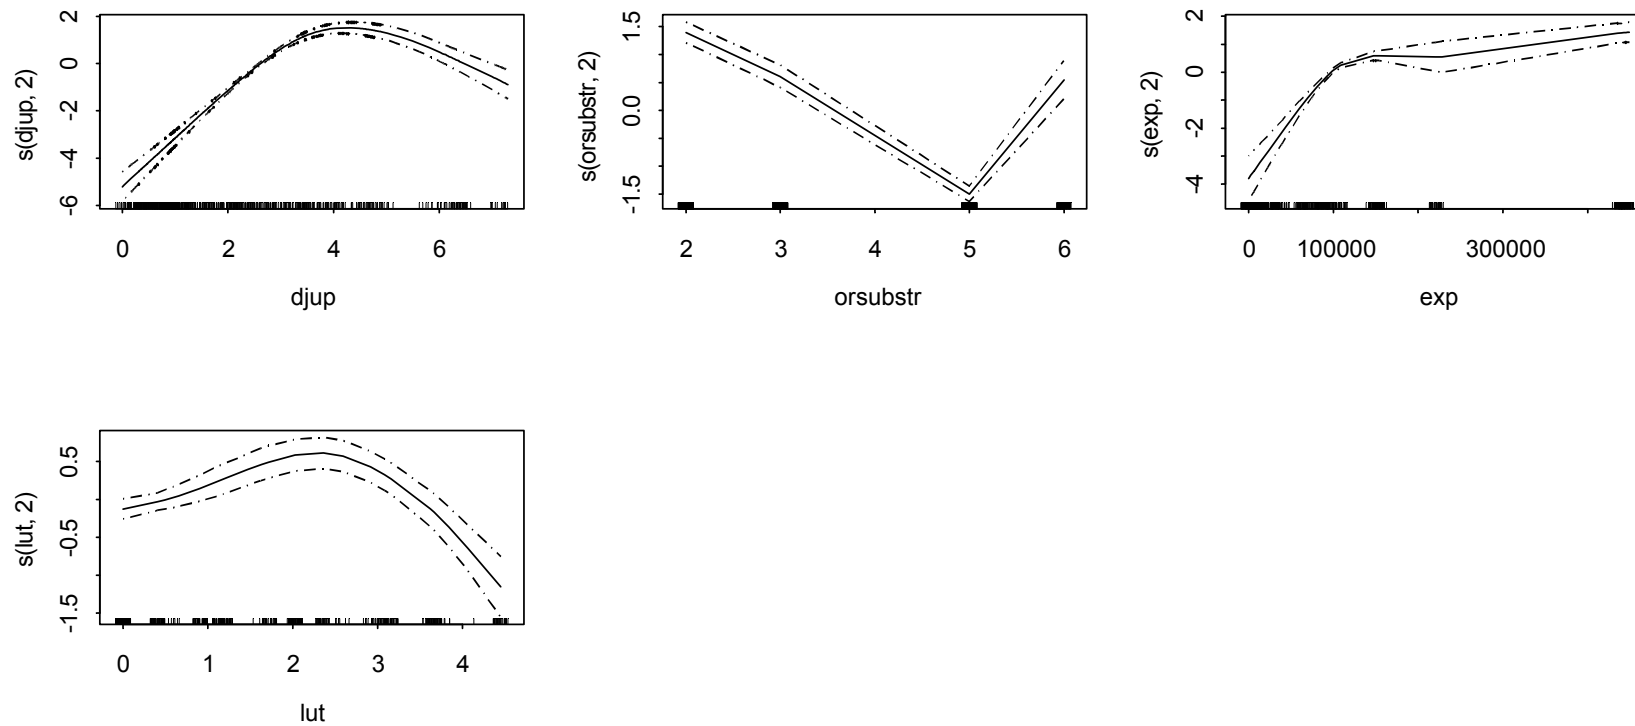 s(djup, 2)
2
0
-2
-4
-6
0 2 4 6
djup
s(orsubstr, 2)
1.5
0.0
-1.5
2 3 4 5 6
orsubstr
s(exp, 2)
2
0
-2
-4
0 100000 300000
exp
s(lut, 2)
0.5
-0.5
-1.5
0 1 2 3 4
lut